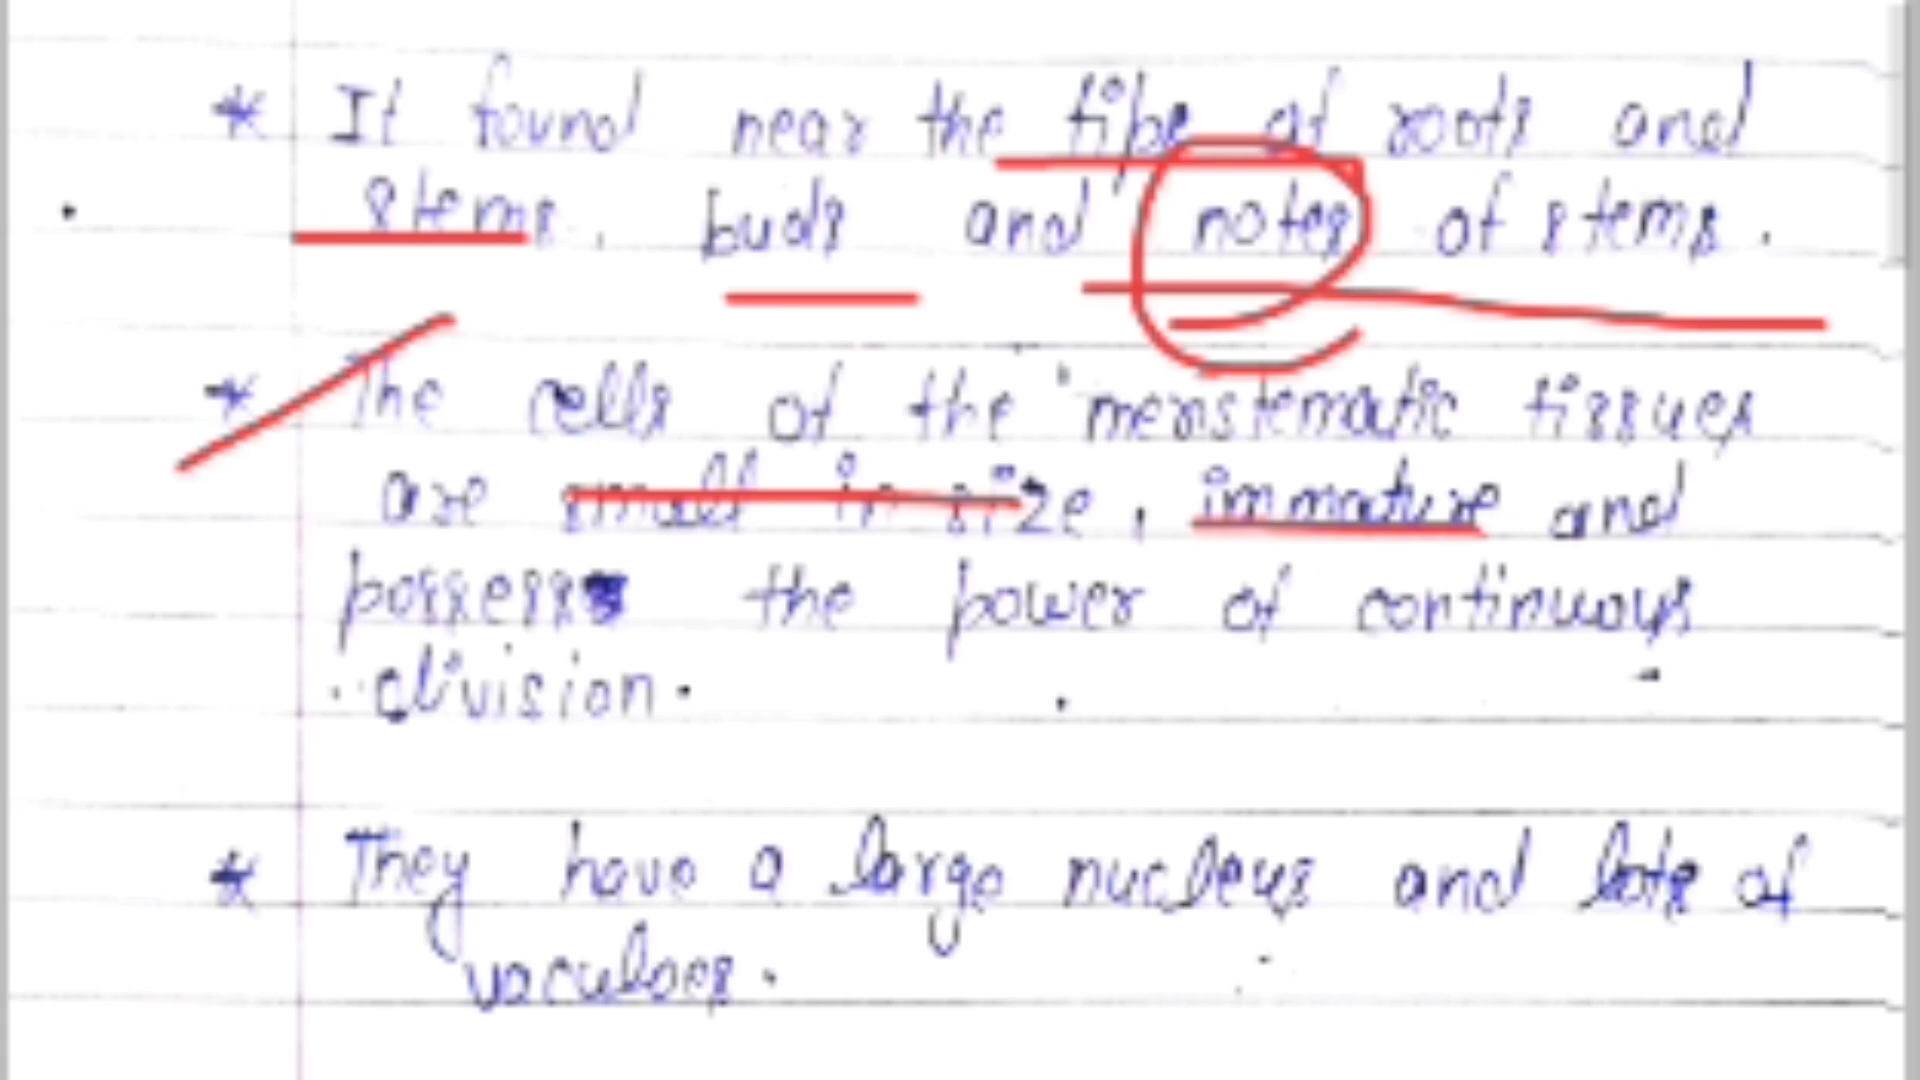 * It found near the tips of roots and
stems, buds and notes of stems.
* The cells of the meristematic tissues
are small in size, immature and
possess the power of continuous
division.
* They have a large nucleus and lots of
vaculoes.